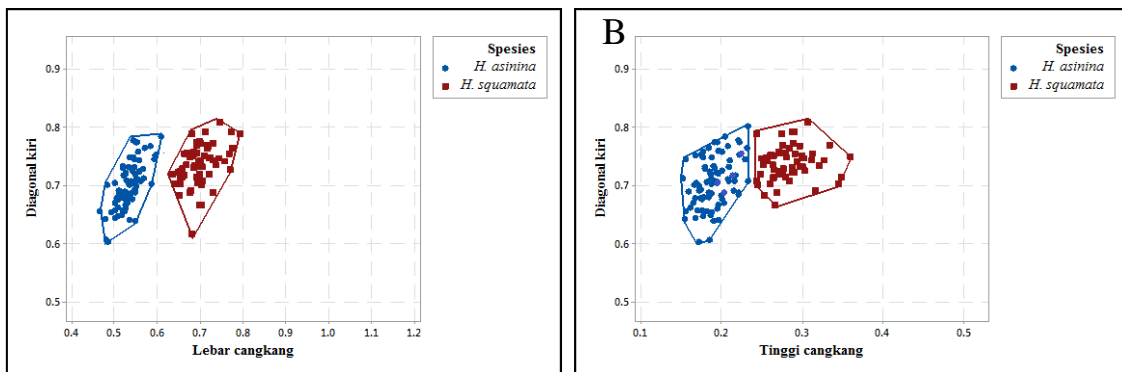 Spesies
H. asinina
H. squamata
0.9
0.8
0.7
0.6
0.5
Diagonal kiri
0.4 0.5 0.6 0.7 0.8 0.9 1.0 1.1 1.2
Lebar cangkang
B
Spesies
H. asinina
H. squamata
0.9
0.8
0.7
0.6
0.5
Diagonal kiri
0.1 0.2 0.3 0.4 0.5
Tinggi cangkang